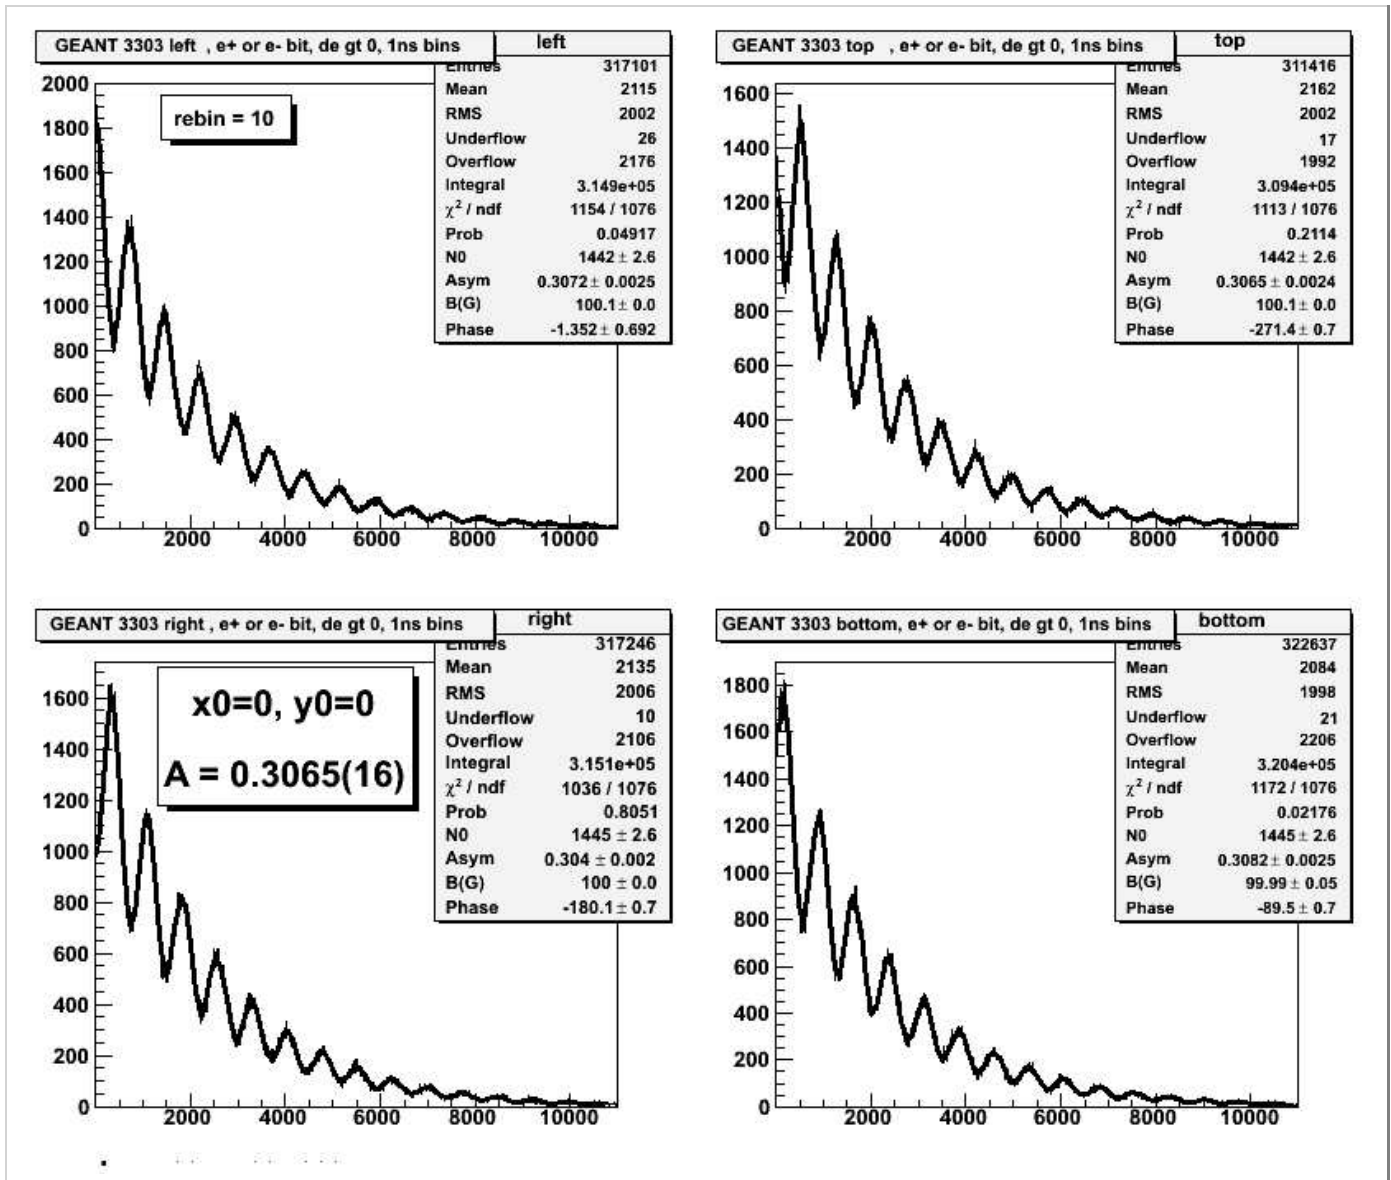 GEANT 3303 left , e+ or e- bit, de gt 0, 1ns bins
left
Entries 317101
Mean 2115
RMS 2002
Underflow 26
Overflow 2176
Integral 3.149e+05
χ² / ndf 1154 / 1076
Prob 0.04917
N0 1442 ± 2.6
Asym 0.3072 ± 0.0025
B(G) 100.1 ± 0.0
Phase -1.352 ± 0.692
rebin = 10
2000
1800
1600
1400
1200
1000
800
600
400
200
0
2000 4000 6000 8000 10000
GEANT 3303 top , e+ or e- bit, de gt 0, 1ns bins
top
Entries 311416
Mean 2162
RMS 2002
Underflow 17
Overflow 1992
Integral 3.094e+05
χ² / ndf 1113 / 1076
Prob 0.2114
N0 1442 ± 2.6
Asym 0.3065 ± 0.0024
B(G) 100.1 ± 0.0
Phase -271.4 ± 0.7
1600
1400
1200
1000
800
600
400
200
0
2000 4000 6000 8000 10000
GEANT 3303 right , e+ or e- bit, de gt 0, 1ns bins
right
Entries 317246
Mean 2135
RMS 2006
Underflow 10
Overflow 2106
Integral 3.151e+05
χ² / ndf 1036 / 1076
Prob 0.8051
N0 1445 ± 2.6
Asym 0.304 ± 0.002
B(G) 100 ± 0.0
Phase -180.1 ± 0.7
x0=0, y0=0
A = 0.3065(16)
1600
1400
1200
1000
800
600
400
200
0
2000 4000 6000 8000 10000
GEANT 3303 bottom, e+ or e- bit, de gt 0, 1ns bins
bottom
Entries 322637
Mean 2084
RMS 1998
Underflow 21
Overflow 2206
Integral 3.204e+05
χ² / ndf 1172 / 1076
Prob 0.02176
N0 1445 ± 2.6
Asym 0.3082 ± 0.0025
B(G) 99.99 ± 0.05
Phase -89.5 ± 0.7
1800
1600
1400
1200
1000
800
600
400
200
0
2000 4000 6000 8000 10000